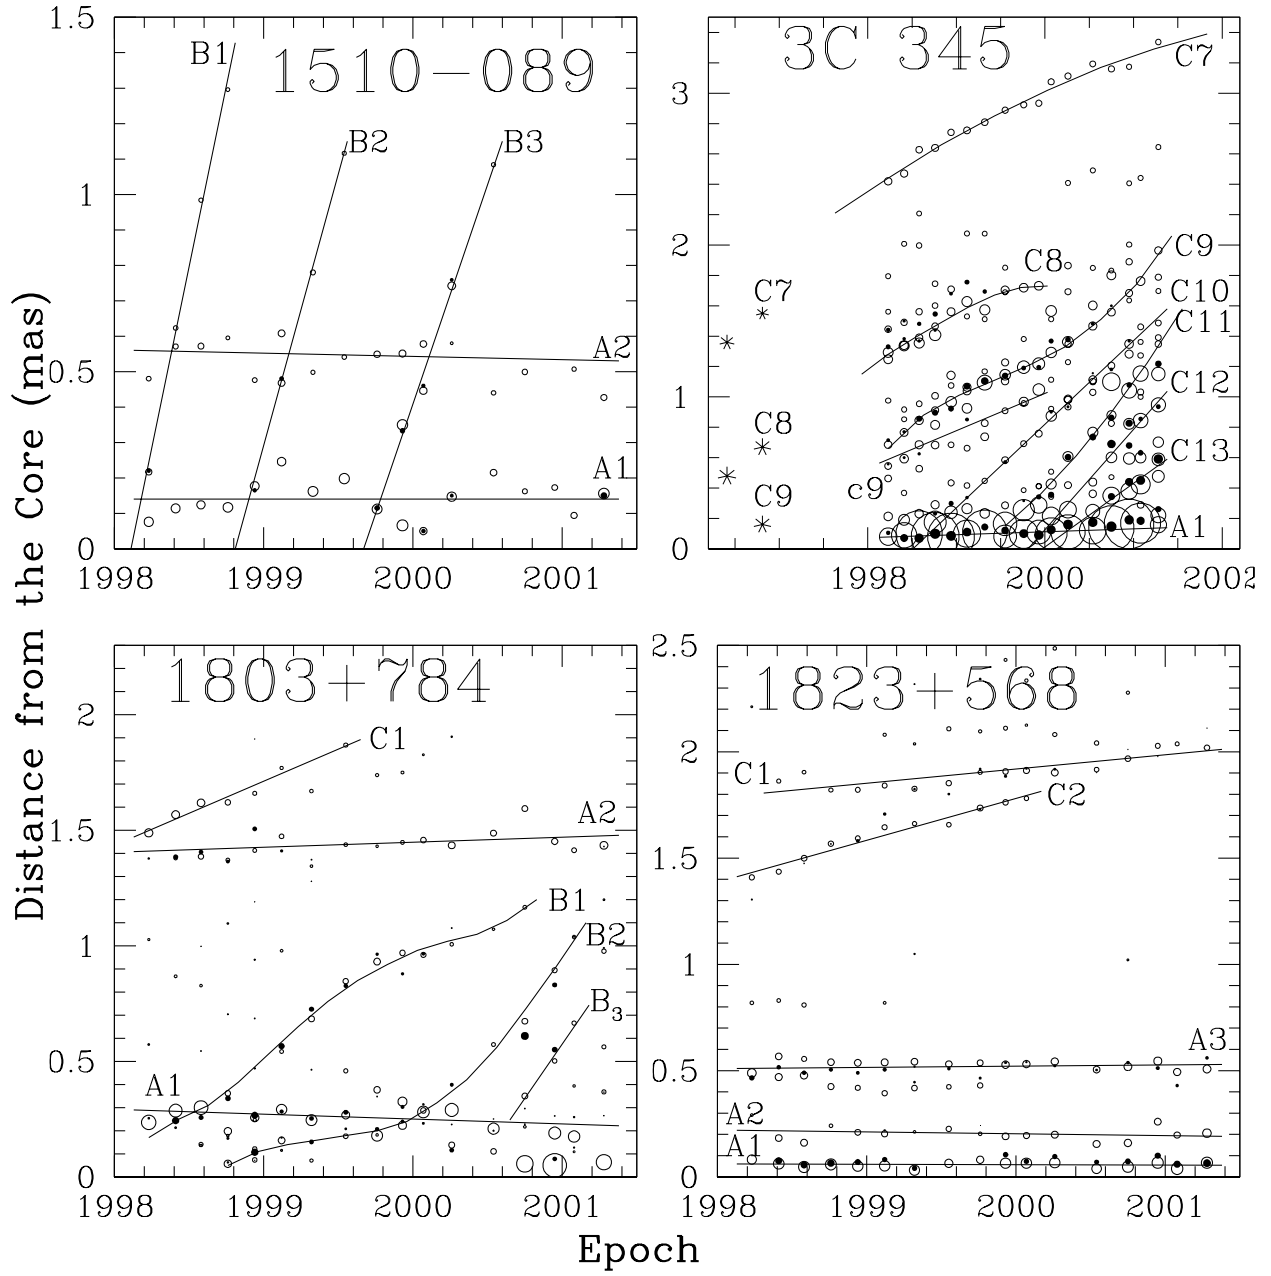 Distance from the Core (mas)
1510-089
1.5
1
0.5
0
B1
B2
B3
A2
A1
1998 1999 2000 2001
3C 345
3
2
1
0
C7
C8
C9
C10
C11
C12
C13
A1
c9
C7
C8
C9
1998 2000 2002
1803+784
2
1.5
1
0.5
0
C1
A2
B1
B2
B3
A1
1998 1999 2000 2001
1823+568
2.5
2
1.5
1
0.5
0
C1
C2
A3
A2
A1
1998 1999 2000 2001
Epoch